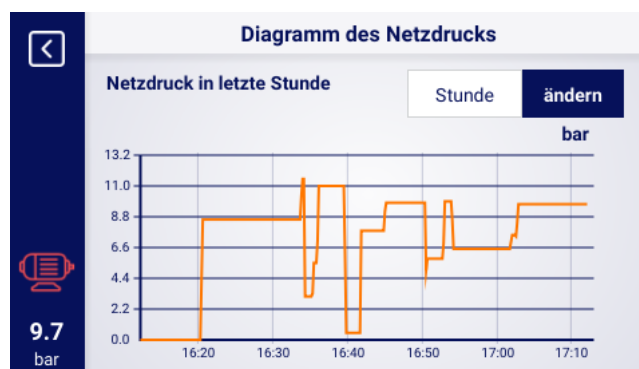 Diagramm des Netzdrucks
Netzdruck in letzte Stunde
Stunde
ändern
bar
13.2
11.0
8.8
6.6
4.4
2.2
0.0
16:20 16:30 16:40 16:50 17:00 17:10
9.7
bar